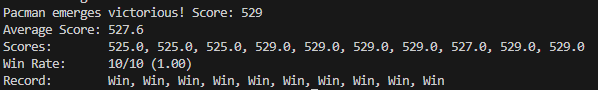 Pacman emerges victorious! Score: 529
Average Score: 527.6
Scores:        525.0, 525.0, 525.0, 529.0, 529.0, 529.0, 529.0, 527.0, 529.0, 529.0
Win Rate:      10/10 (1.00)
Record:        Win, Win, Win, Win, Win, Win, Win, Win, Win, Win